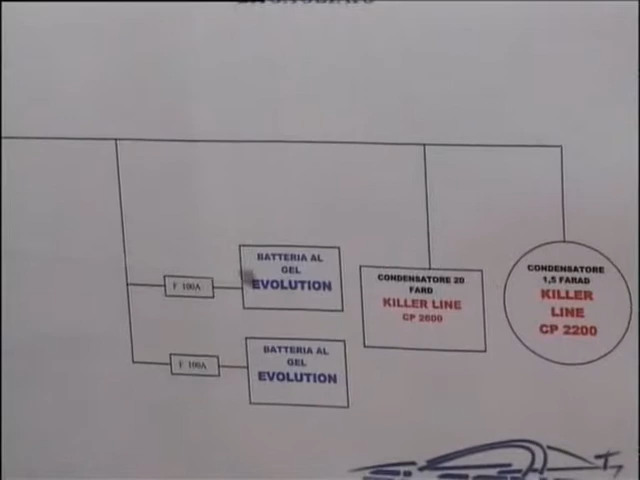 F 100A
BATTERIA AL
GEL
EVOLUTION
F 100A
BATTERIA AL
GEL
EVOLUTION
CONDENSATORE 20
FARD
KILLER LINE
CP 2600
CONDENSATORE
1,5 FARAD
KILLER
LINE
CP 2200